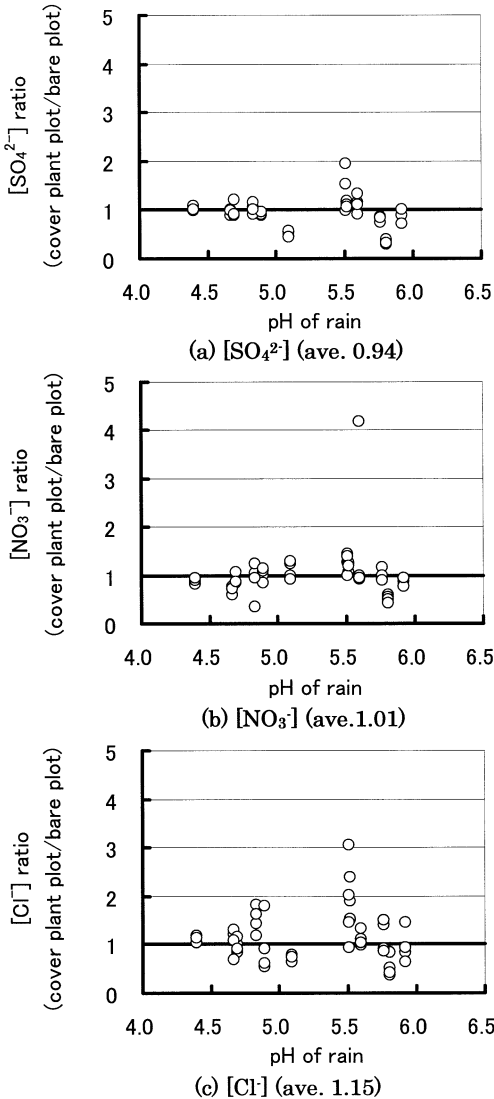 [SO₄²⁻] ratio
(cover plant plot/bare plot)
5
4
3
2
1
0
4.0 4.5 5.0 5.5 6.0 6.5
pH of rain
(a) [SO₄²⁻] (ave. 0.94)
[NO₃⁻] ratio
(cover plant plot/bare plot)
5
4
3
2
1
0
4.0 4.5 5.0 5.5 6.0 6.5
pH of rain
(b) [NO₃⁻] (ave.1.01)
[Cl⁻] ratio
(cover plant plot/bare plot)
5
4
3
2
1
0
4.0 4.5 5.0 5.5 6.0 6.5
pH of rain
(c) [Cl⁻] (ave. 1.15)